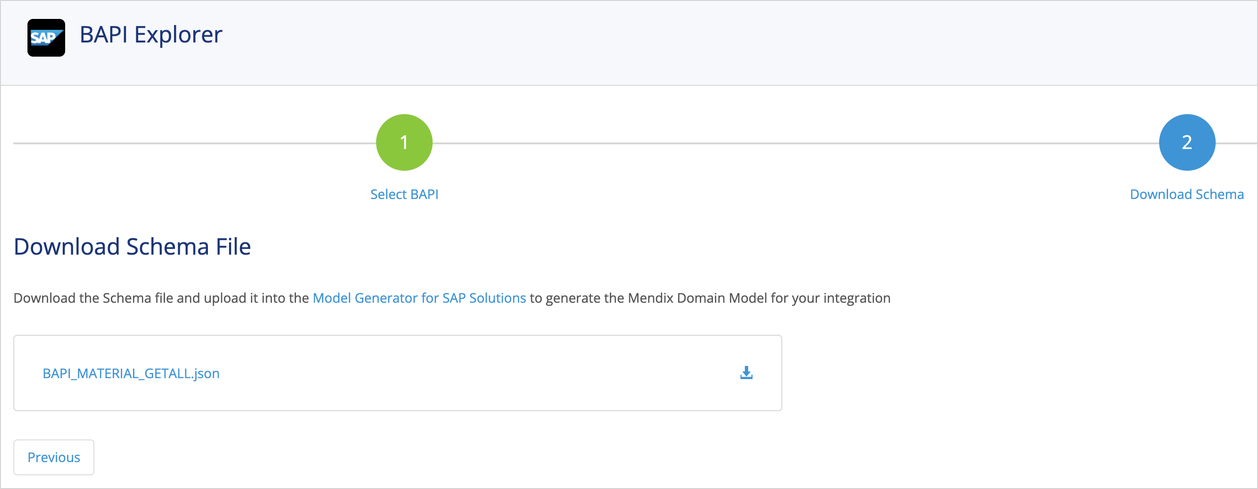 SAP
BAPI Explorer
1
2
Select BAPI
Download Schema
Download Schema File
Download the Schema file and upload it into the Model Generator for SAP Solutions to generate the Mendix Domain Model for your integration
BAPI_MATERIAL_GETALL.json
Previous